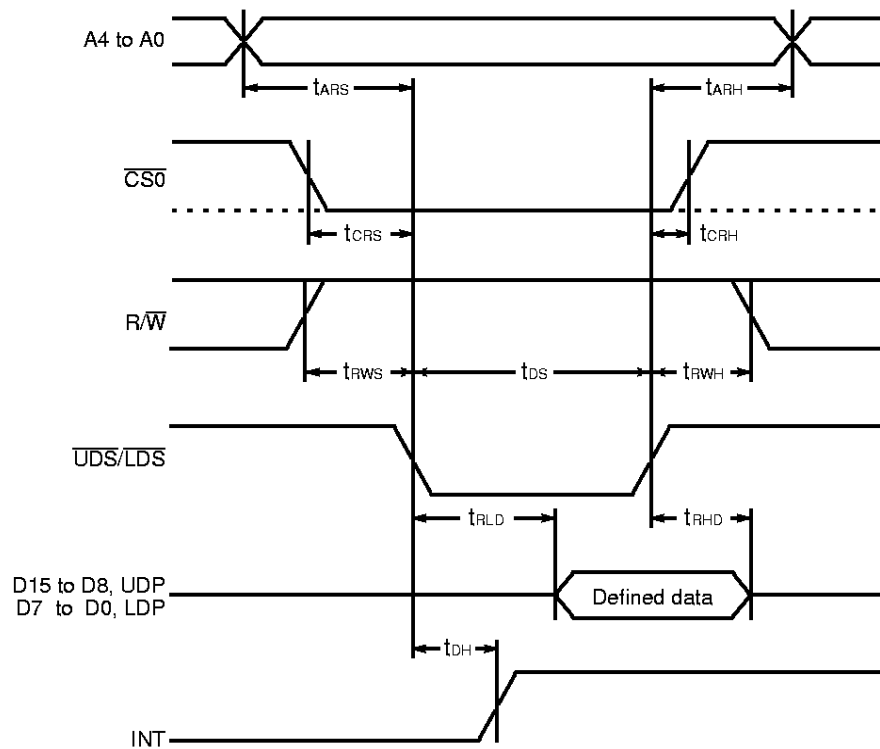 A4 to A0
tARS
tARH
CS0
tCRS
tCRH
R/W
tRWS
tDS
tRWH
UDS/LDS
tRLD
tRHD
D15 to D8, UDP
D7 to D0, LDP
Defined data
tDH
INT